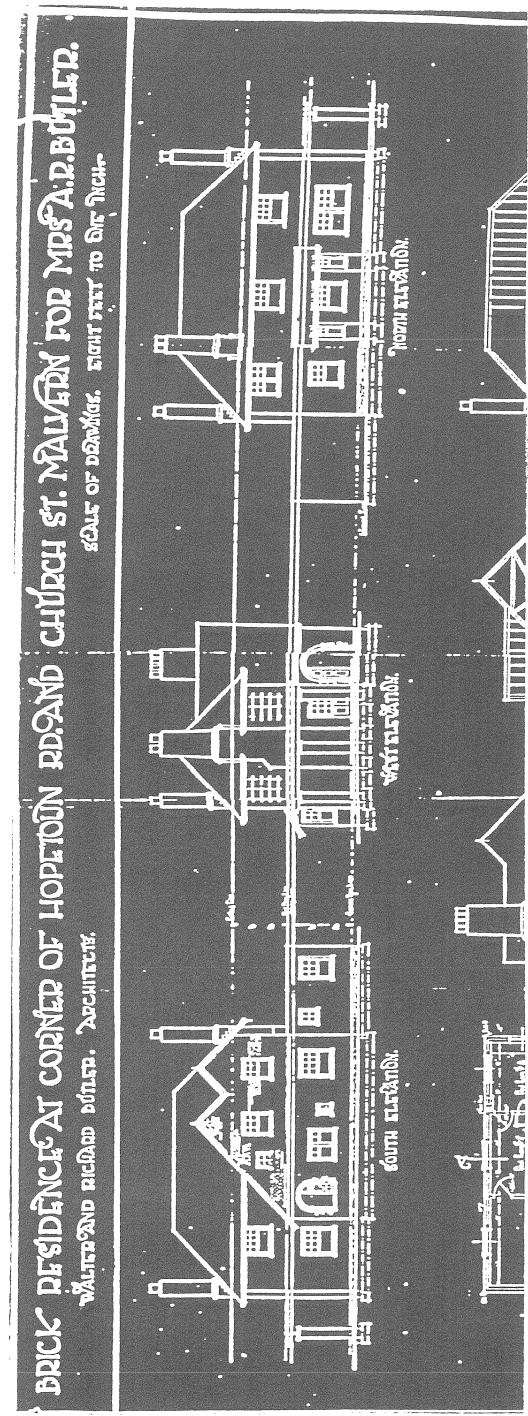 BRICK RESIDENCE AT CORNER OF HOPETOUN RD. AND CHURCH ST. MALVERN FOR MRS A.R. BUTLER.
WALTER AND RICHARD BUTLER. ARCHITECTS.
SCALE OF DRAWINGS. EIGHT FEET TO ONE INCH.
SOUTH ELEVATION.
WEST ELEVATION.
NORTH ELEVATION.